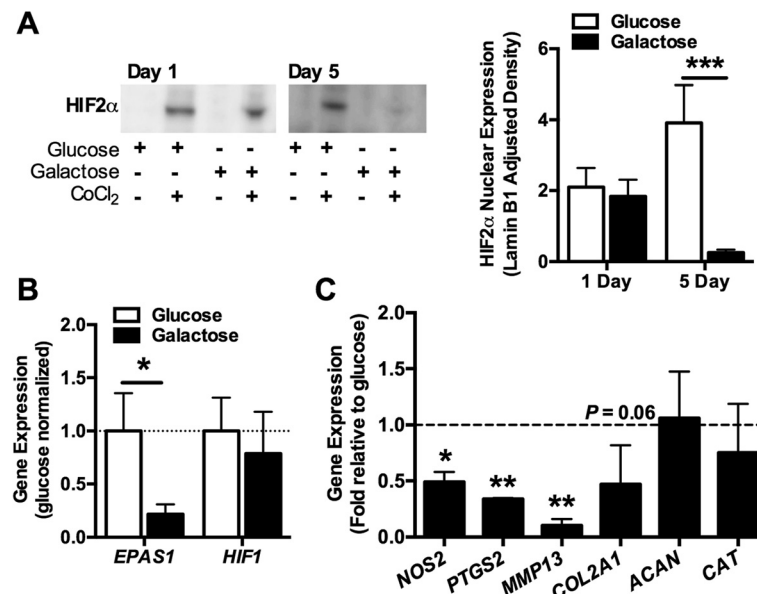 A
Day 1 Day 5
HIF2α
Glucose + + - - + + - -
Galactose - - + + - - + +
CoCl2 - + - + - + - +
Glucose
Galactose
***
HIF2α Nuclear Expression
(Lamin B1 Adjusted Density)
6
4
2
0
1 Day 5 Day
B
Glucose
Galactose
*
Gene Expression
(glucose normalized)
2.0
1.5
1.0
0.5
0.0
EPAS1 HIF1
C
Gene Expression
(Fold relative to glucose)
2.0
1.5
1.0
0.5
0.0
P = 0.06
* ** **
NOS2 PTGS2 MMP13 COL2A1 ACAN CAT